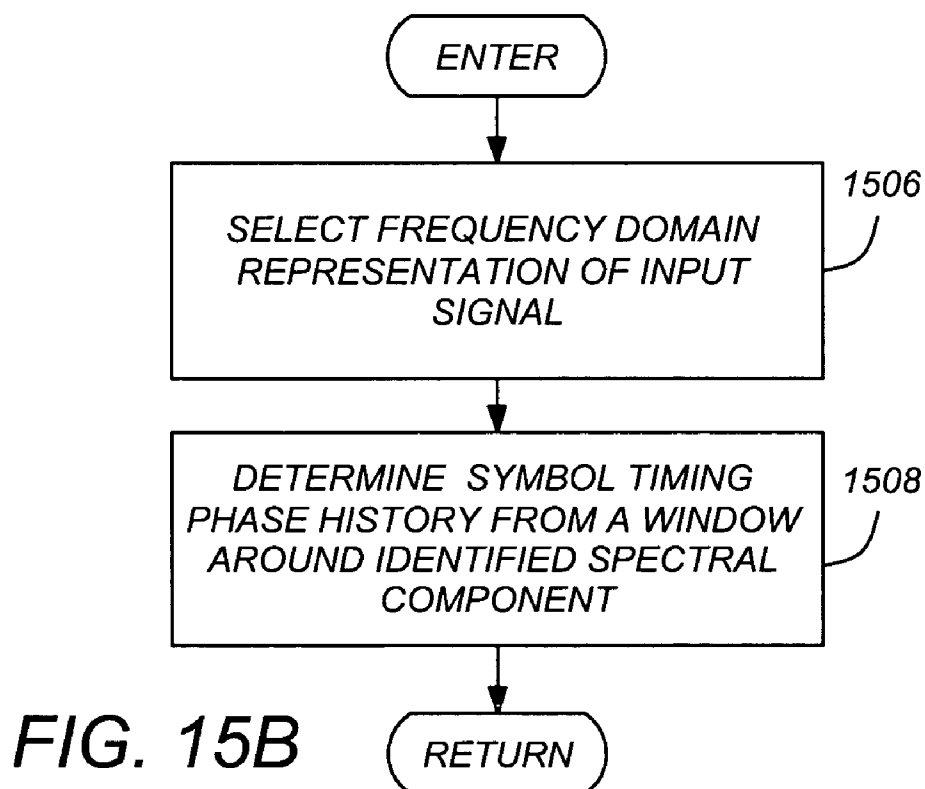 ENTER
1506
SELECT FREQUENCY DOMAIN
REPRESENTATION OF INPUT
SIGNAL
1508
DETERMINE SYMBOL TIMING
PHASE HISTORY FROM A WINDOW
AROUND IDENTIFIED SPECTRAL
COMPONENT
FIG. 15B
RETURN